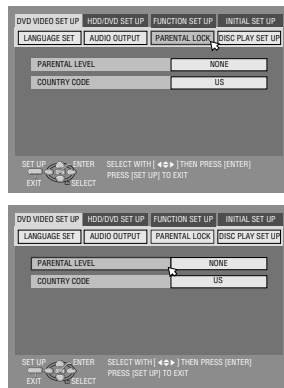 DVD VIDEO SET UP HDD/DVD SET UP FUNCTION SET UP INITIAL SET UP
LANGUAGE SET AUDIO OUTPUT PARENTAL LOCK DISC PLAY SET UP
PARENTAL LEVEL NONE
COUNTRY CODE US
SET UP ENTER SELECT WITH [ ] THEN PRESS [ENTER]
EXIT SELECT PRESS [SET UP] TO EXIT
DVD VIDEO SET UP HDD/DVD SET UP FUNCTION SET UP INITIAL SET UP
LANGUAGE SET AUDIO OUTPUT PARENTAL LOCK DISC PLAY SET UP
PARENTAL LEVEL NONE
COUNTRY CODE US
SET UP ENTER SELECT WITH [ ] THEN PRESS [ENTER]
EXIT SELECT PRESS [SET UP] TO EXIT